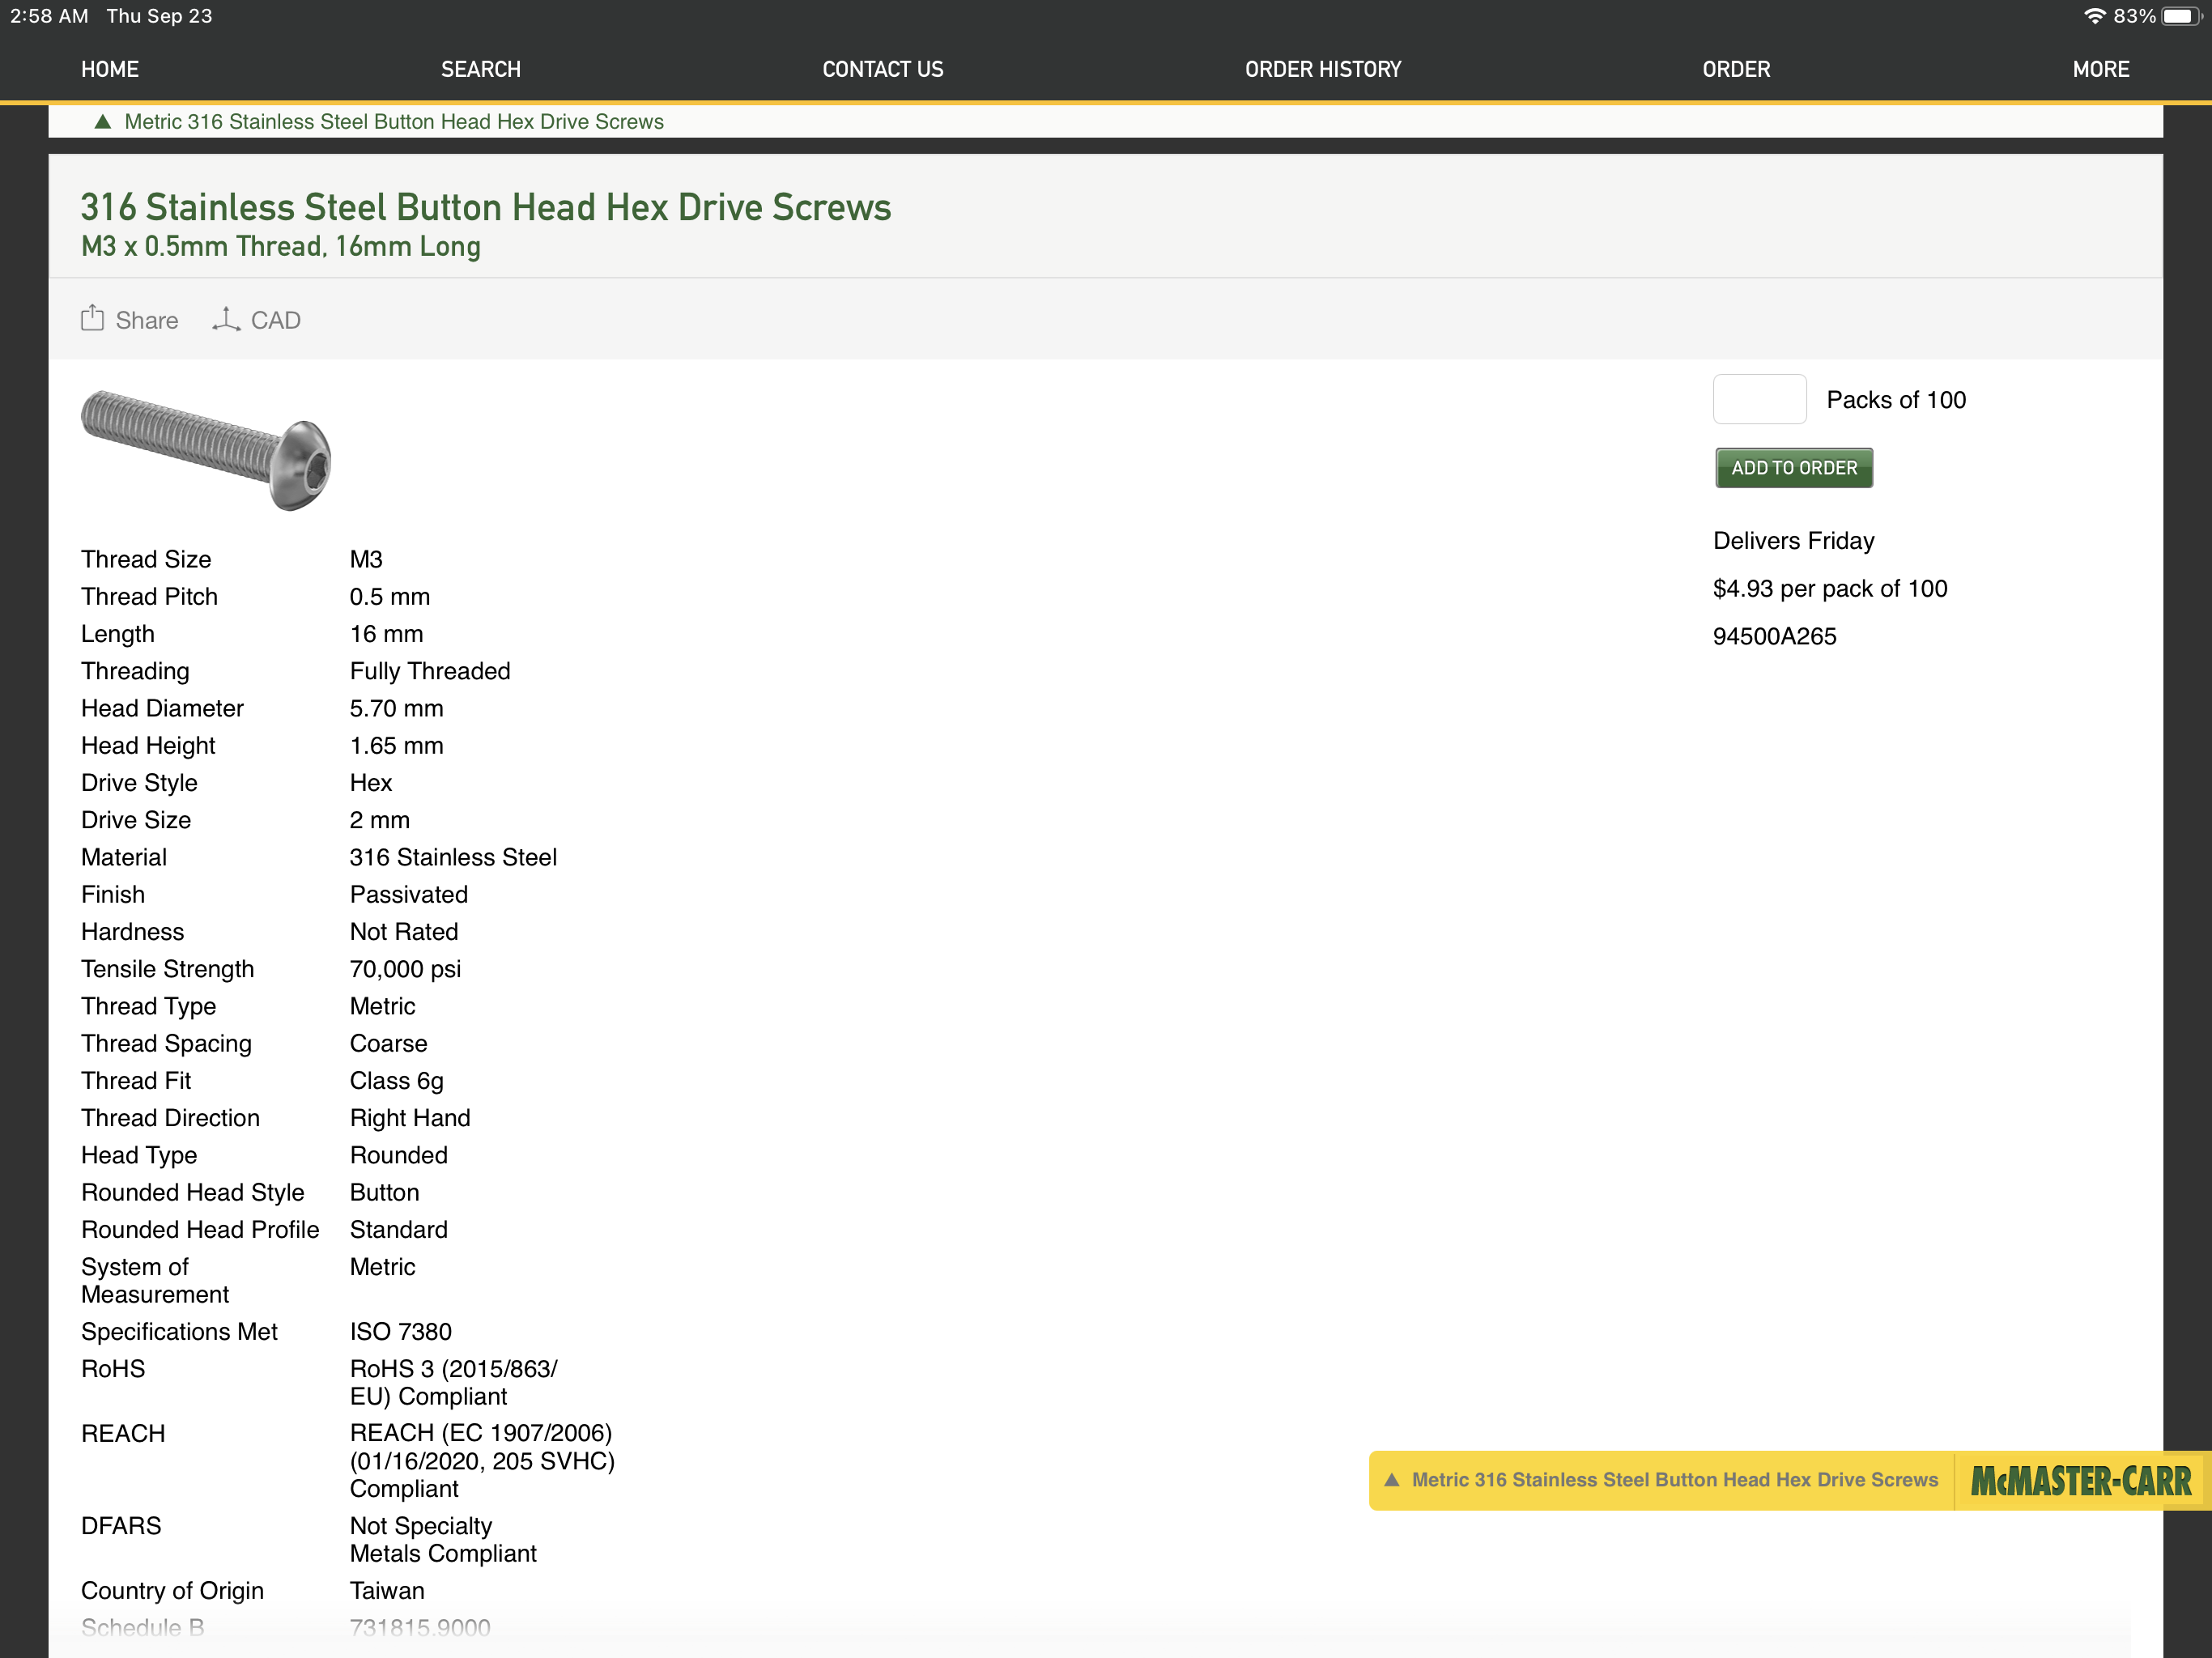 2:58 AM Thu Sep 23
83%
HOME SEARCH CONTACT US ORDER HISTORY ORDER MORE
Metric 316 Stainless Steel Button Head Hex Drive Screws
316 Stainless Steel Button Head Hex Drive Screws
M3 x 0.5mm Thread, 16mm Long
Share CAD
Packs of 100
ADD TO ORDER
Delivers Friday
$4.93 per pack of 100
94500A265
Thread Size M3
Thread Pitch 0.5 mm
Length 16 mm
Threading Fully Threaded
Head Diameter 5.70 mm
Head Height 1.65 mm
Drive Style Hex
Drive Size 2 mm
Material 316 Stainless Steel
Finish Passivated
Hardness Not Rated
Tensile Strength 70,000 psi
Thread Type Metric
Thread Spacing Coarse
Thread Fit Class 6g
Thread Direction Right Hand
Head Type Rounded
Rounded Head Style Button
Rounded Head Profile Standard
System of Metric
Measurement
Specifications Met ISO 7380
RoHS RoHS 3 (2015/863/
EU) Compliant
REACH REACH (EC 1907/2006)
(01/16/2020, 205 SVHC)
Compliant
DFARS Not Specialty
Metals Compliant
Country of Origin Taiwan
Schedule B 731815.9000
Metric 316 Stainless Steel Button Head Hex Drive Screws
McMASTER-CARR